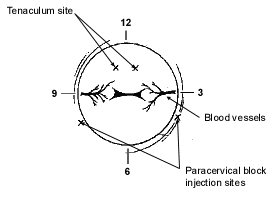 Tenaculum site
12
9
3
Blood vessels
6
Paracervical block
injection sites